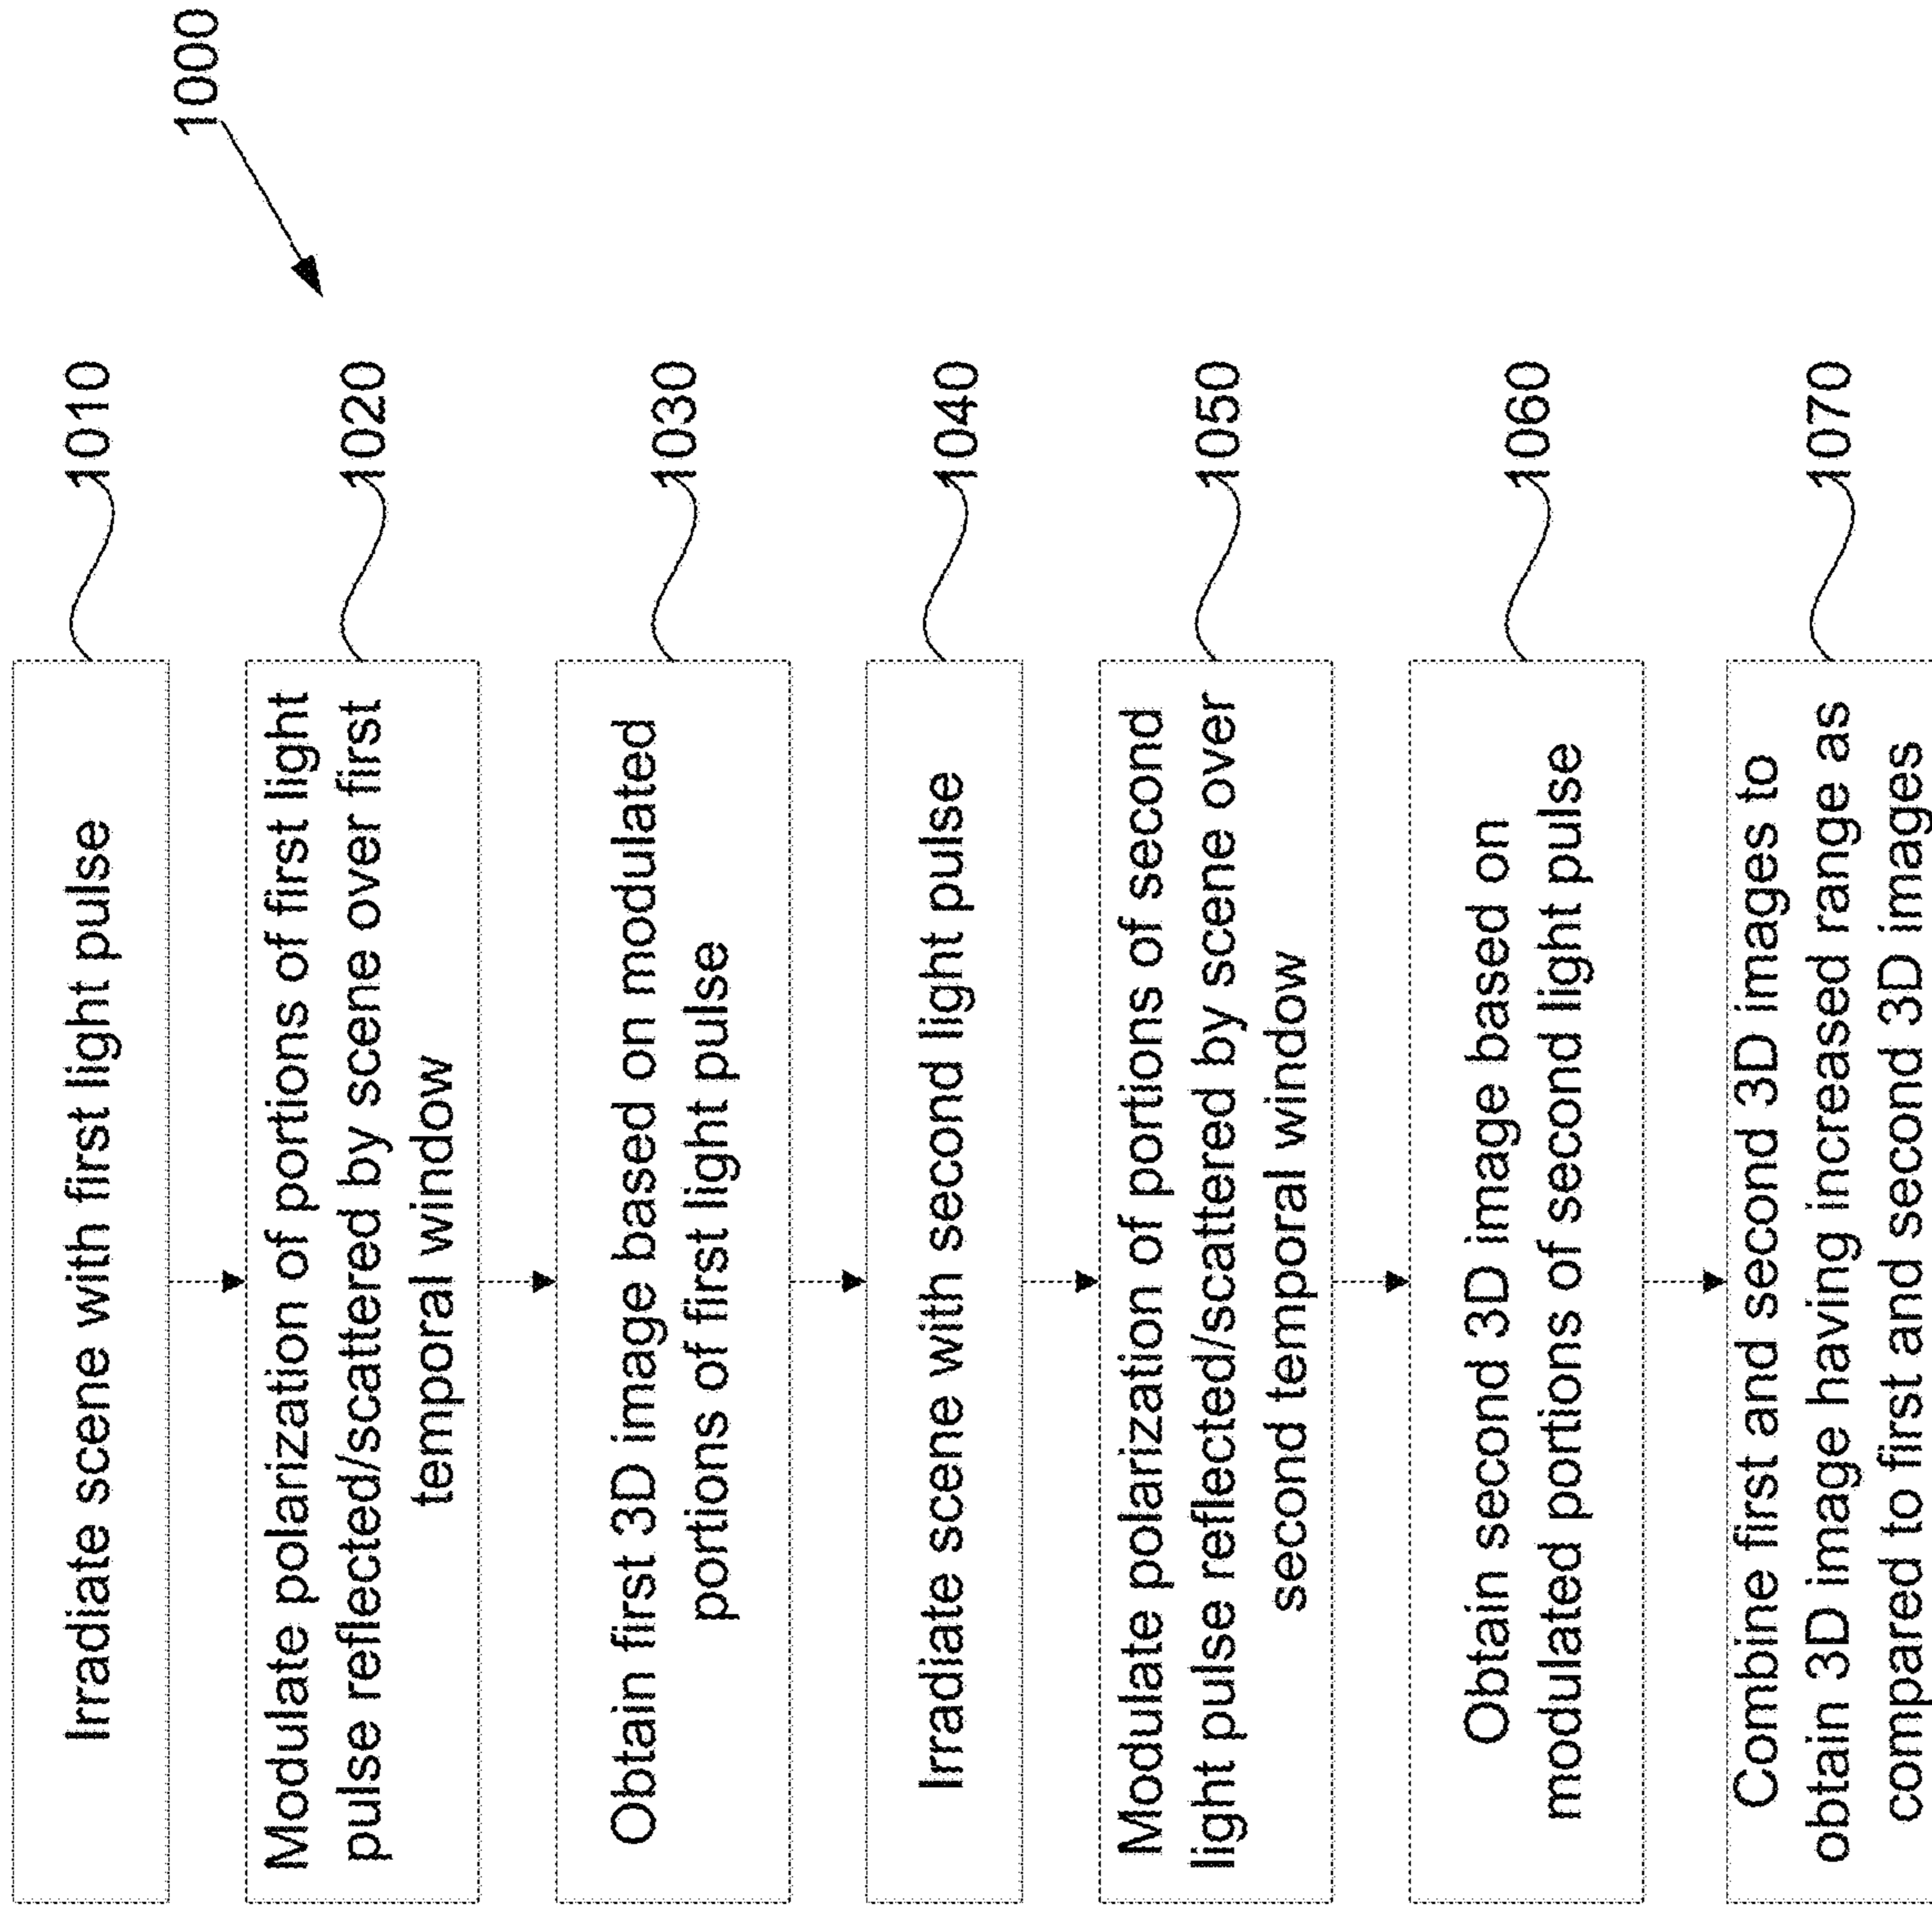 1000
Irradiate scene with first light pulse
1010
Modulate polarization of portions of first light
pulse reflected/scattered by scene over first
temporal window
1020
Obtain first 3D image based on modulated
portions of first light pulse
1030
Irradiate scene with second light pulse
1040
Modulate polarization of portions of second
light pulse reflected/scattered by scene over
second temporal window
1050
Obtain second 3D image based on
modulated portions of second light pulse
1060
Combine first and second 3D images to
obtain 3D image having increased range as
compared to first and second 3D images
1070